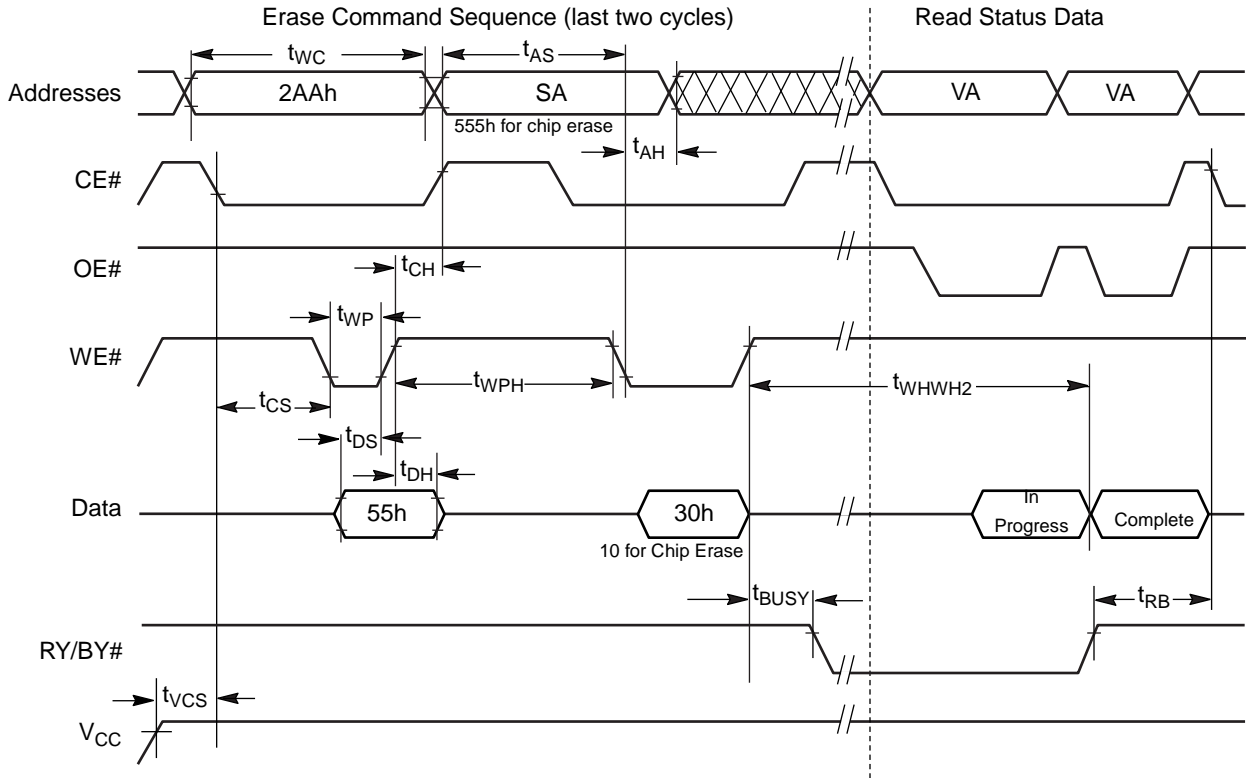 Erase Command Sequence (last two cycles)
Read Status Data
tWC
tAS
Addresses
2AAh
SA
VA
VA
555h for chip erase
tAH
CE#
OE#
tCH
tWP
WE#
tWPH
tWHWH2
tCS
tDS
tDH
Data
55h
30h
In
Progress
Complete
10 for Chip Erase
tBUSY
tRB
RY/BY#
tVCS
VCC